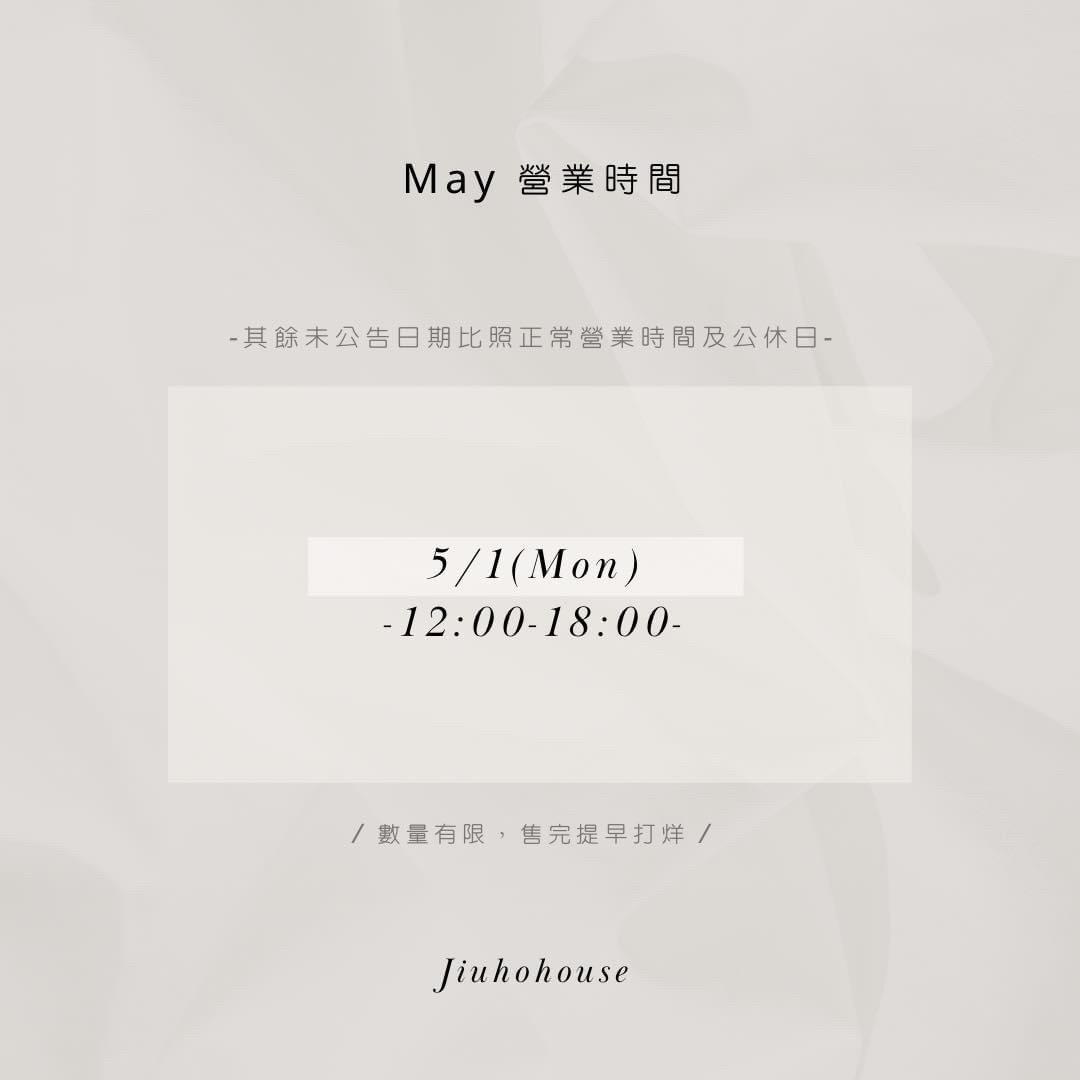 May 營業時間
-其餘未公告日期比照正常營業時間及公休日-
5/1(Mon)
-12:00-18:00-
/ 數量有限，售完提早打烊 /
Jiuhohouse